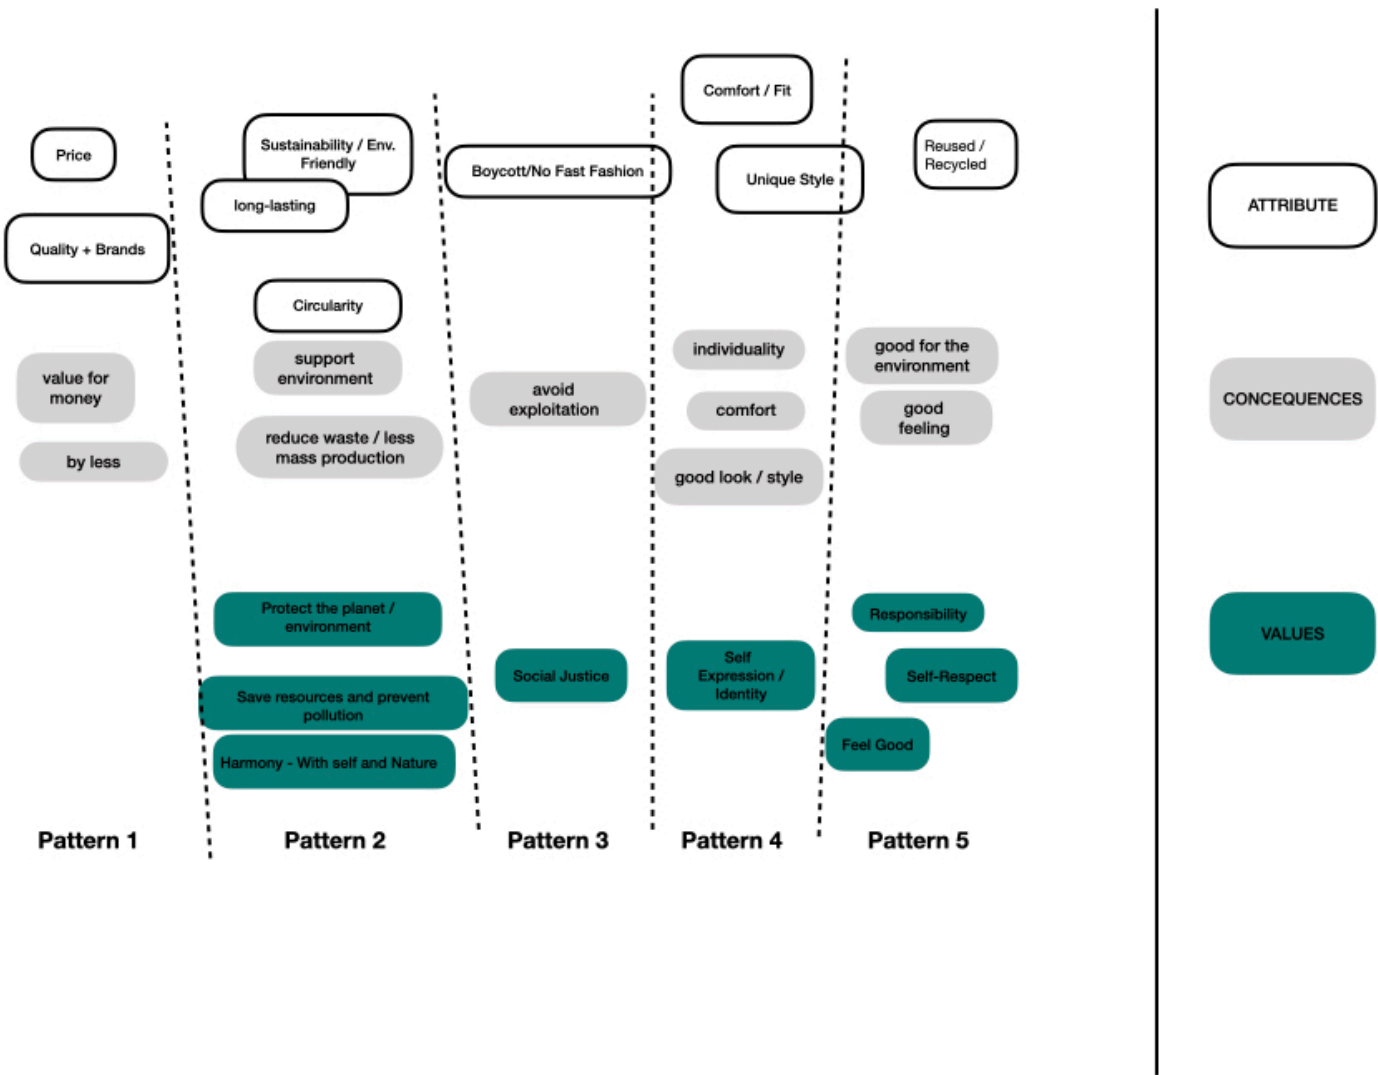 Price
Quality + Brands
value for
money
by less
Pattern 1
Sustainability / Env.
Friendly
long-lasting
Circularity
support
environment
reduce waste / less
mass production
Protect the planet /
environment
Save resources and prevent
pollution
Harmony - With self and Nature
Pattern 2
Boycott/No Fast Fashion
avoid
exploitation
Social Justice
Pattern 3
Comfort / Fit
Unique Style
individuality
comfort
good look / style
Self
Expression /
Identity
Pattern 4
Reused /
Recycled
good for the
environment
good
feeling
Responsibility
Self-Respect
Feel Good
Pattern 5
ATTRIBUTE
CONCEQUENCES
VALUES